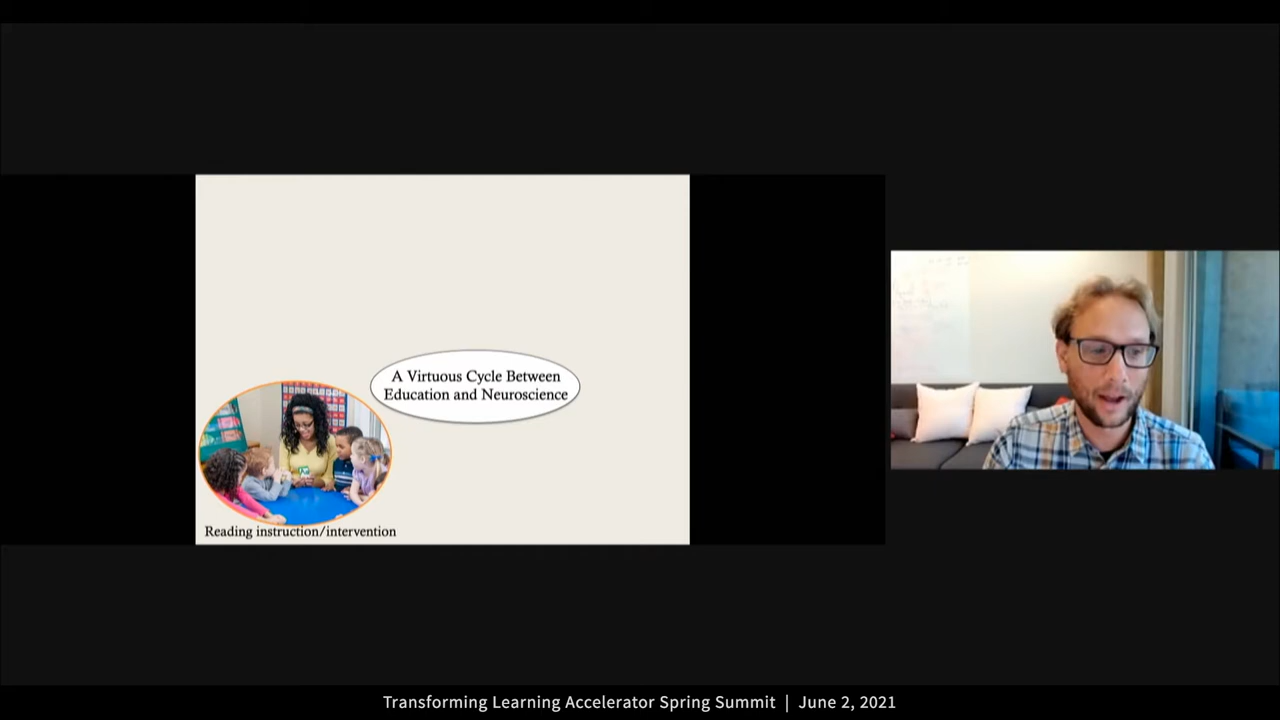 A Virtuous Cycle Between
Education and Neuroscience
Reading instruction/intervention
Transforming Learning Accelerator Spring Summit | June 2, 2021